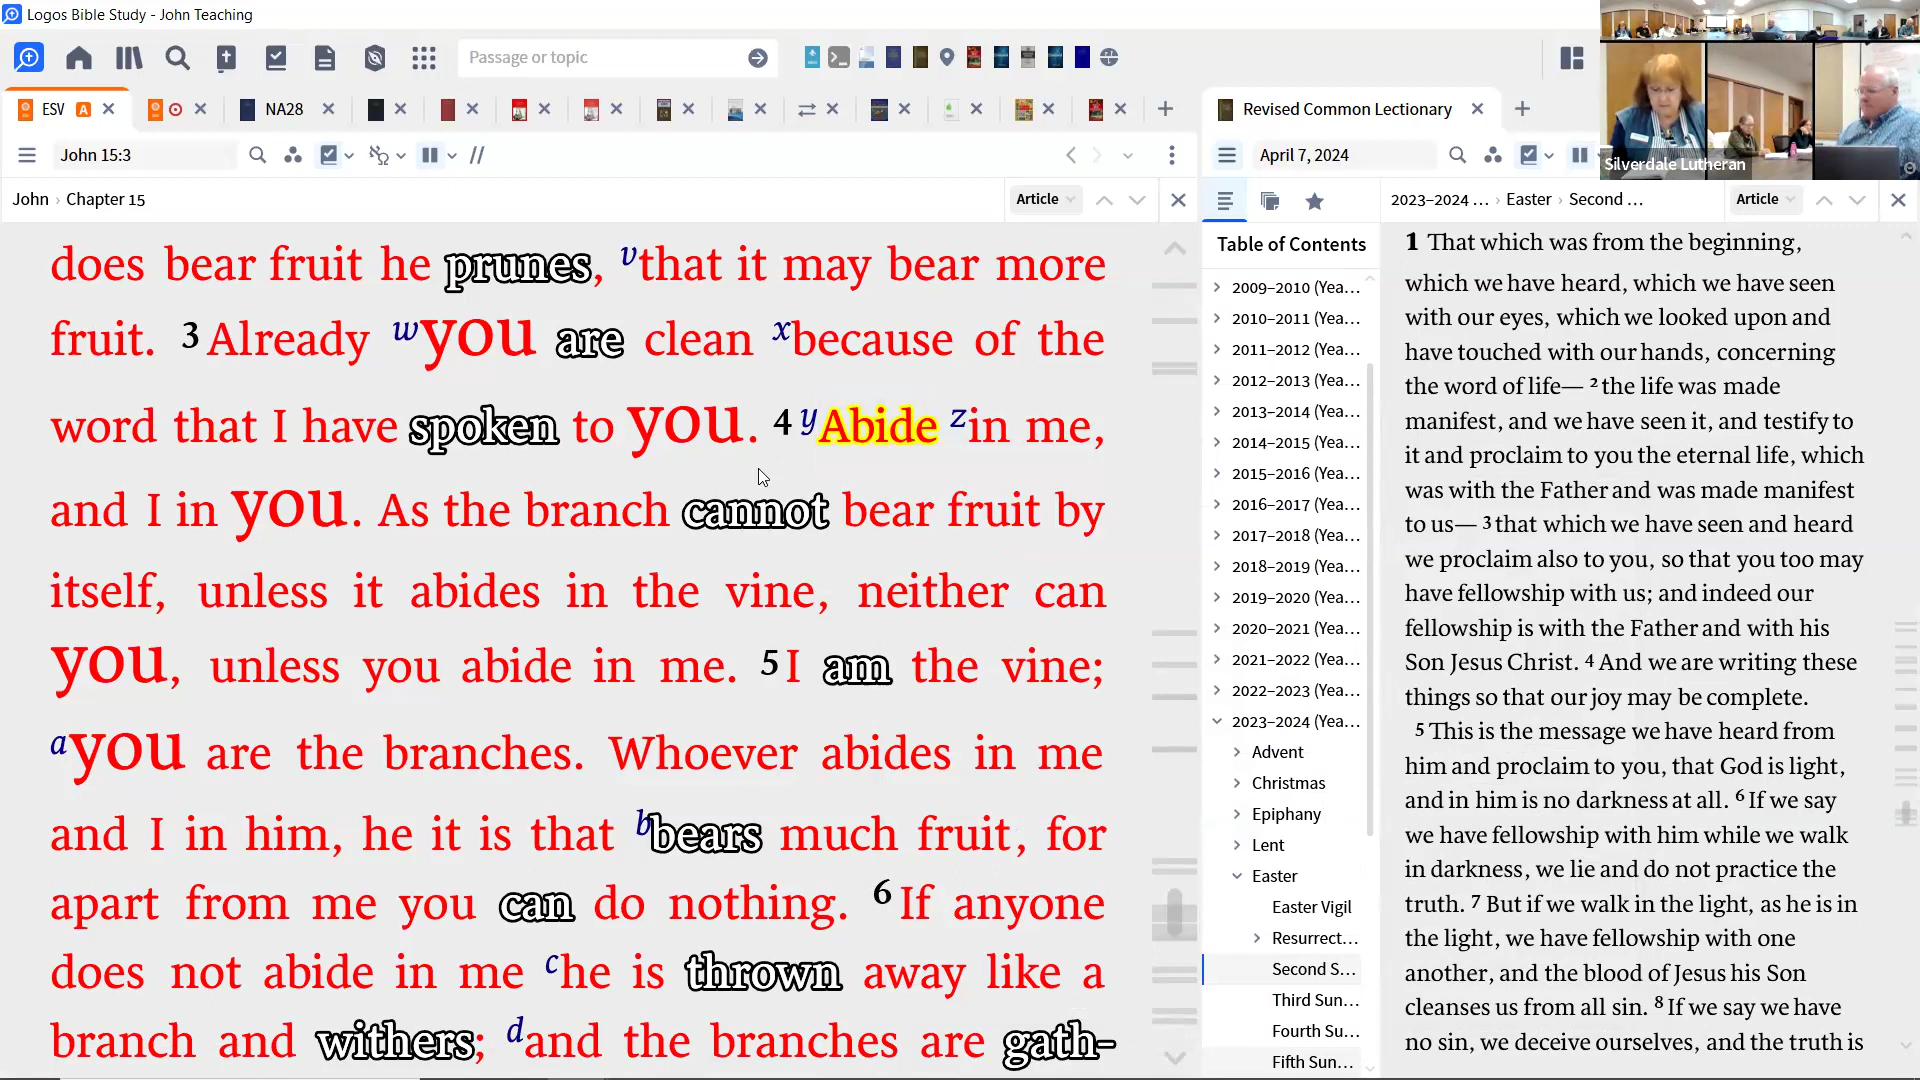 Logos Bible Study - John Teaching
Passage or topic
ESV A
NA28
Revised Common Lectionary
John 15:3
April 7, 2024
Silverdale Lutheran
John › Chapter 15
Article
2023–2024 ... › Easter › Second ...
Article
does bear fruit he prunes, vthat it may bear more
fruit. 3 Already wyou are clean xbecause of the
word that I have spoken to you. 4 yAbide zin me,
and I in you. As the branch cannot bear fruit by
itself, unless it abides in the vine, neither can
you, unless you abide in me. 5 I am the vine;
ayou are the branches. Whoever abides in me
and I in him, he it is that bbears much fruit, for
apart from me you can do nothing. 6 If anyone
does not abide in me che is thrown away like a
branch and withers; dand the branches are gath-
Table of Contents
2009–2010 (Yea...
2010–2011 (Yea...
2011–2012 (Yea...
2012–2013 (Yea...
2013–2014 (Yea...
2014–2015 (Yea...
2015–2016 (Yea...
2016–2017 (Yea...
2017–2018 (Yea...
2018–2019 (Yea...
2019–2020 (Yea...
2020–2021 (Yea...
2021–2022 (Yea...
2022–2023 (Yea...
2023–2024 (Yea...
Advent
Christmas
Epiphany
Lent
Easter
Easter Vigil
Resurrect...
Second S...
Third Sun...
Fourth Su...
Fifth Sun...
1 That which was from the beginning,
which we have heard, which we have seen
with our eyes, which we looked upon and
have touched with our hands, concerning
the word of life— 2 the life was made
manifest, and we have seen it, and testify to
it and proclaim to you the eternal life, which
was with the Father and was made manifest
to us— 3 that which we have seen and heard
we proclaim also to you, so that you too may
have fellowship with us; and indeed our
fellowship is with the Father and with his
Son Jesus Christ. 4 And we are writing these
things so that our joy may be complete.
5 This is the message we have heard from
him and proclaim to you, that God is light,
and in him is no darkness at all. 6 If we say
we have fellowship with him while we walk
in darkness, we lie and do not practice the
truth. 7 But if we walk in the light, as he is in
the light, we have fellowship with one
another, and the blood of Jesus his Son
cleanses us from all sin. 8 If we say we have
no sin, we deceive ourselves, and the truth is